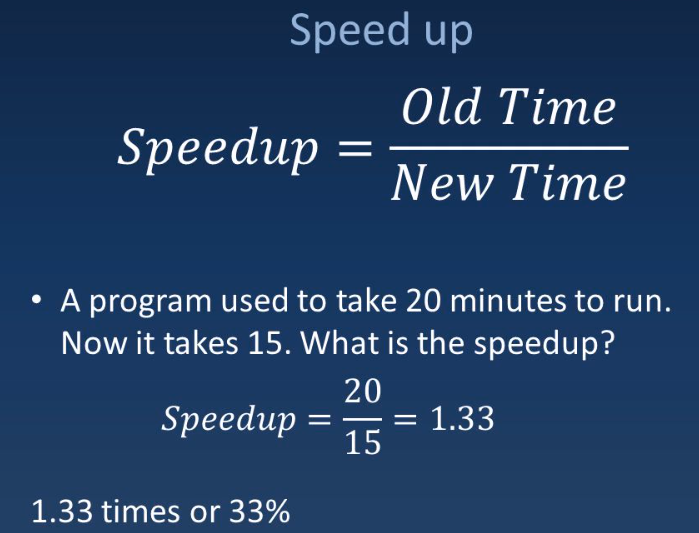 Speed up
Speedup = Old Time / New Time
• A program used to take 20 minutes to run.
Now it takes 15. What is the speedup?
Speedup = 20 / 15 = 1.33
1.33 times or 33%